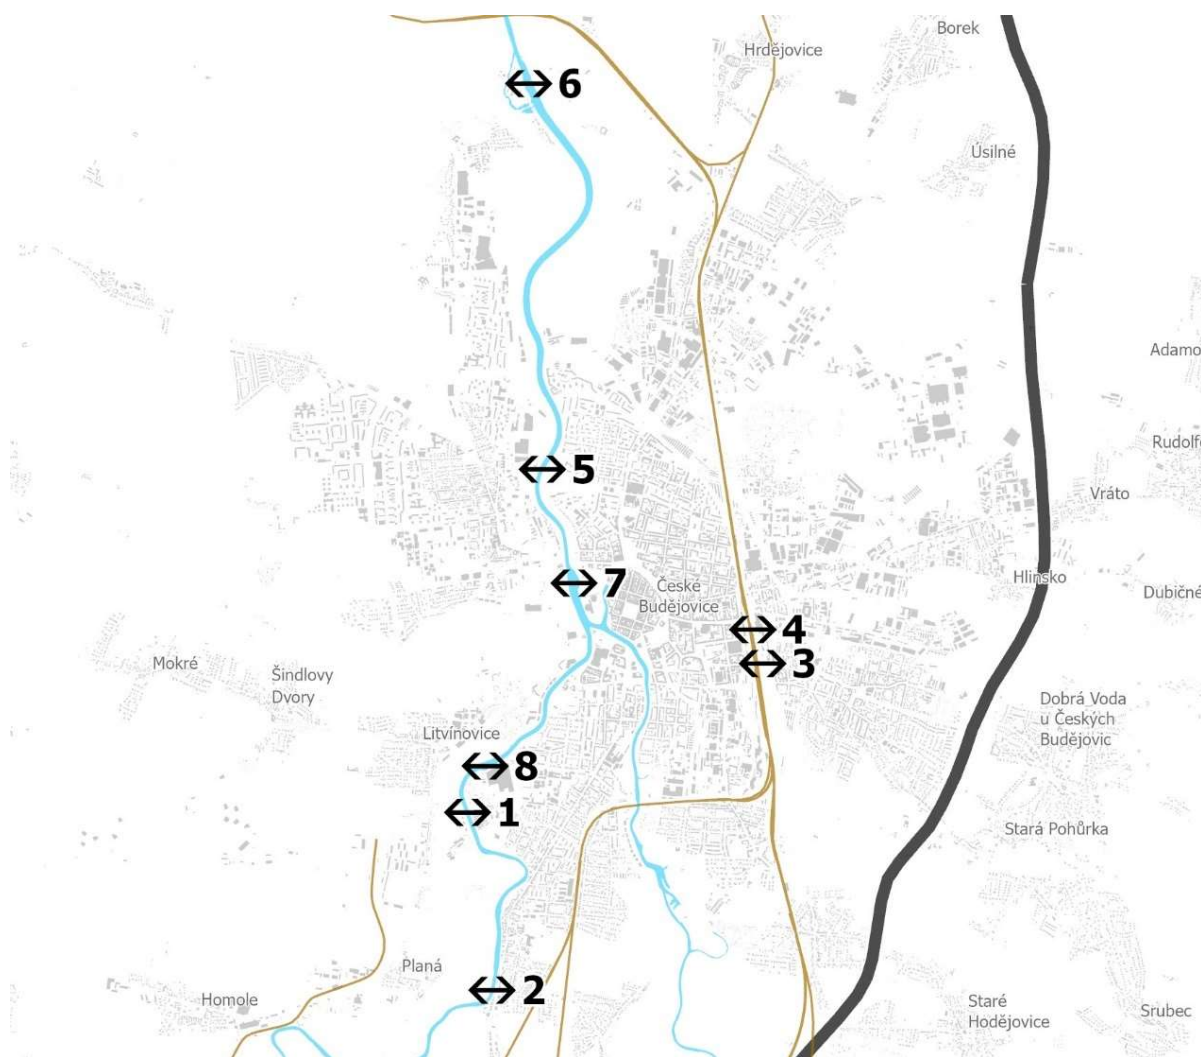 Borek
Hrdějovice
6
Úsilné
Adamo
Rudolf
5
Vráto
7
České
Budějovice
Hlinsko
Dubičné
4
3
Mokré
Šindlovy
Dvory
Dobrá Voda
u Českých
Budějovic
Litvínovice
8
1
Stará Pohůrka
Planá
2
Homole
Staré
Hodějovice
Srubec